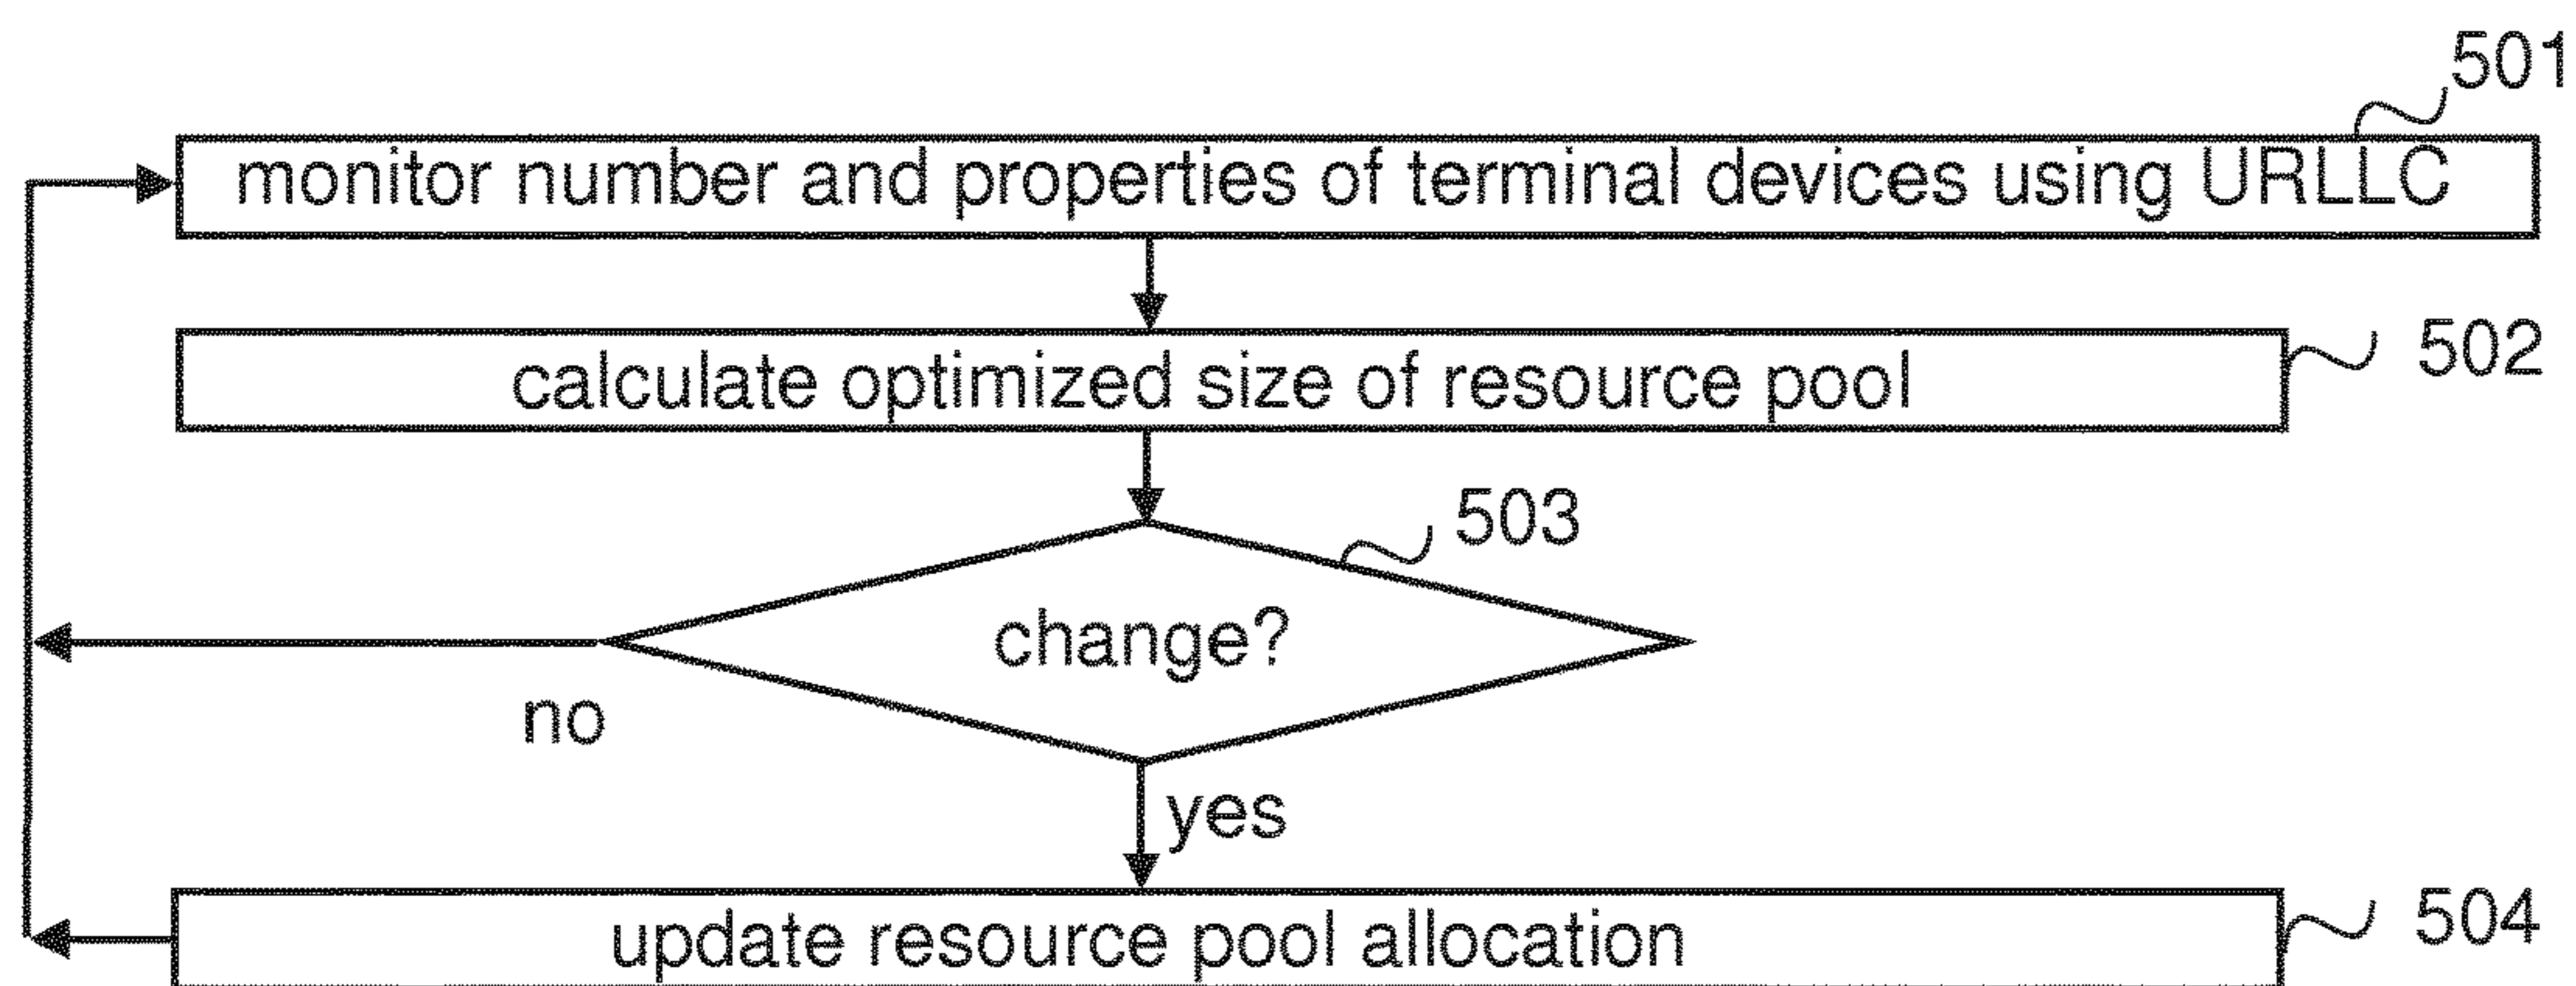 501
monitor number and properties of terminal devices using URLLC
calculate optimized size of resource pool
502
503
change?
no
yes
update resource pool allocation
504